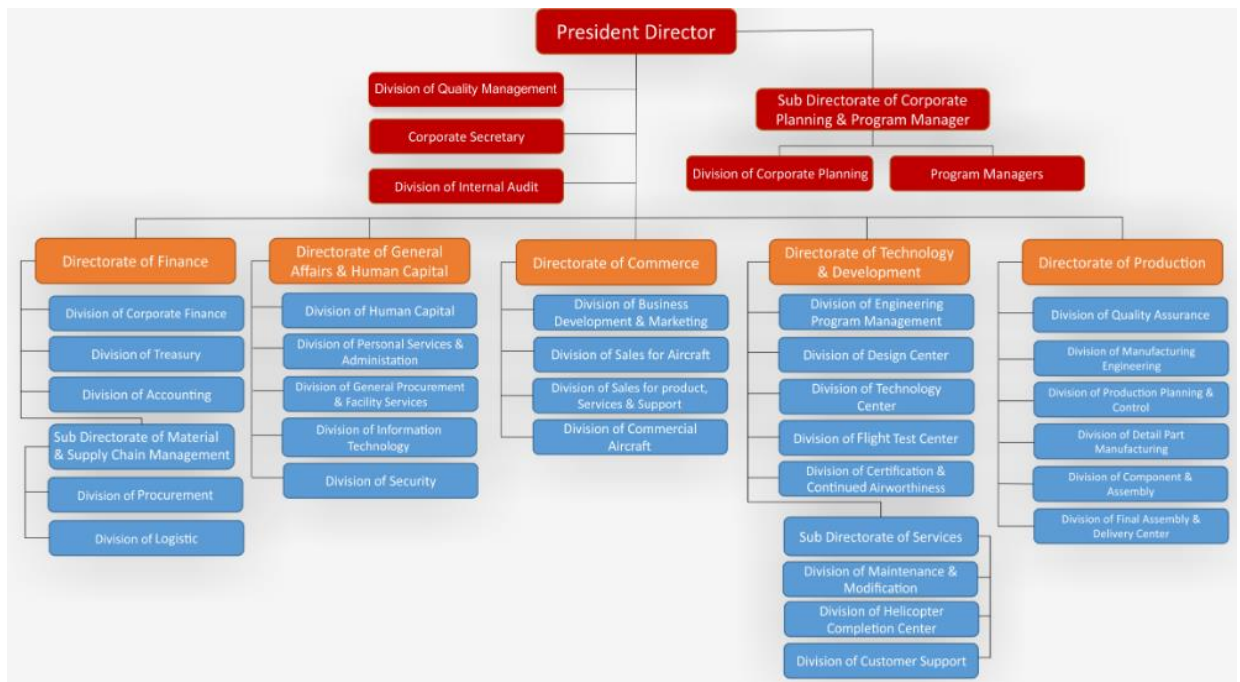 President Director
Division of Quality Management
Corporate Secretary
Division of Internal Audit
Sub Directorate of Corporate
Planning & Program Manager
Division of Corporate Planning
Program Managers
Directorate of Finance
Division of Corporate Finance
Division of Treasury
Division of Accounting
Sub Directorate of Material
& Supply Chain Management
Division of Procurement
Division of Logistic
Directorate of General
Affairs & Human Capital
Division of Human Capital
Division of Personal Services &
Administation
Division of General Procurement
& Facility Services
Division of Information
Technology
Division of Security
Directorate of Commerce
Division of Business
Development & Marketing
Division of Sales for Aircraft
Division of Sales for product,
Services & Support
Division of Commercial
Aircraft
Directorate of Technology
& Development
Division of Engineering
Program Management
Division of Design Center
Division of Technology
Center
Division of Flight Test Center
Division of Certification &
Continued Airworthiness
Sub Directorate of Services
Division of Maintenance &
Modification
Division of Helicopter
Completion Center
Division of Customer Support
Directorate of Production
Division of Quality Assurance
Division of Manufacturing
Engineering
Division of Production Planning &
Control
Division of Detail Part
Manufacturing
Division of Component &
Assembly
Division of Final Assembly &
Delivery Center